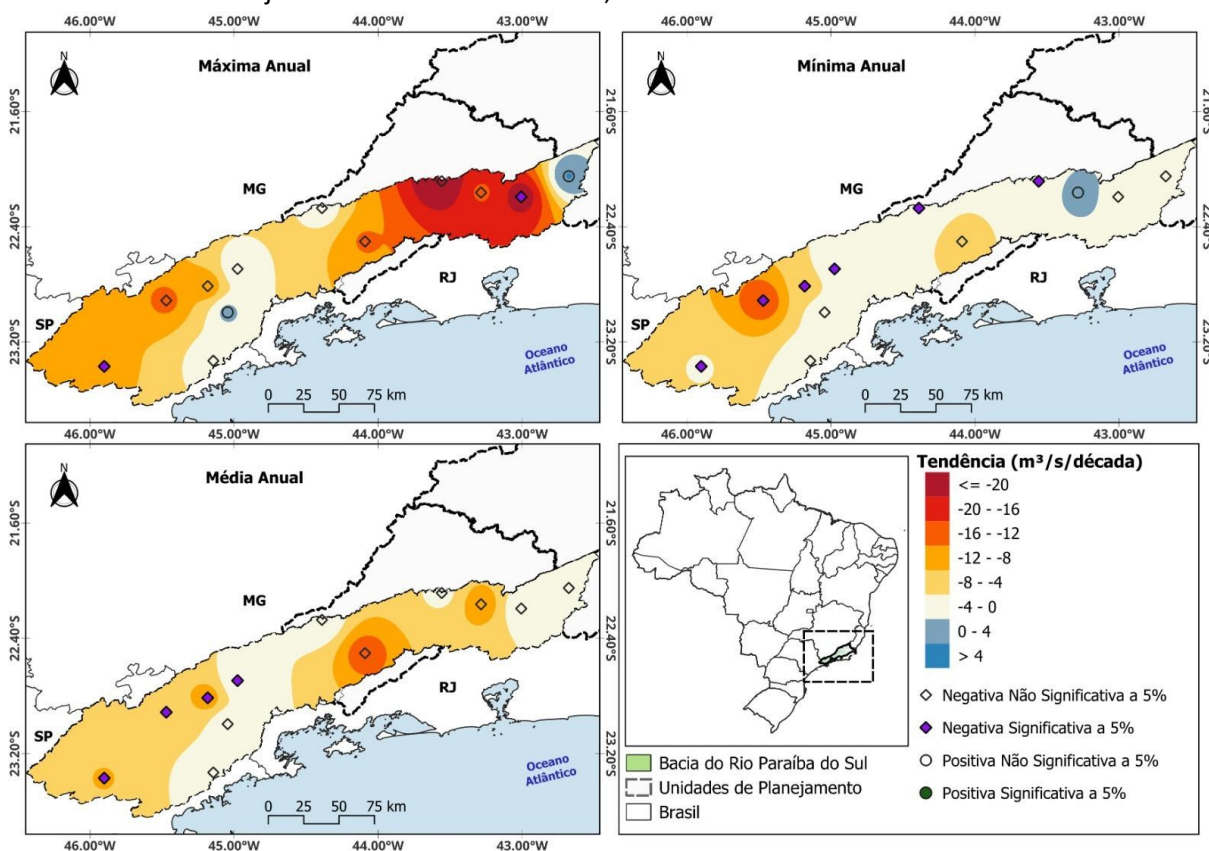 46.00°W 45.00°W 44.00°W 43.00°W
46.00°W 45.00°W 44.00°W 43.00°W
N
Máxima Anual
21.60°S
22.40°S
23.20°S
MG
SP
RJ
Oceano
Atlântico
0 25 50 75 km
N
Mínima Anual
21.60°S
22.40°S
23.20°S
MG
SP
RJ
Oceano
Atlântico
0 25 50 75 km
46.00°W 45.00°W 44.00°W 43.00°W
46.00°W 45.00°W 44.00°W 43.00°W
N
Média Anual
21.60°S
21.60°S
22.40°S
22.40°S
23.20°S
23.20°S
MG
SP
RJ
Oceano
Atlântico
0 25 50 75 km
46.00°W 45.00°W 44.00°W 43.00°W
Bacia do Rio Paraíba do Sul
Unidades de Planejamento
Brasil
Tendência (m³/s/década)
<= -20
-20 - -16
-16 - -12
-12 - -8
-8 - -4
-4 - 0
0 - 4
> 4
Negativa Não Significativa a 5%
Negativa Significativa a 5%
Positiva Não Significativa a 5%
Positiva Significativa a 5%